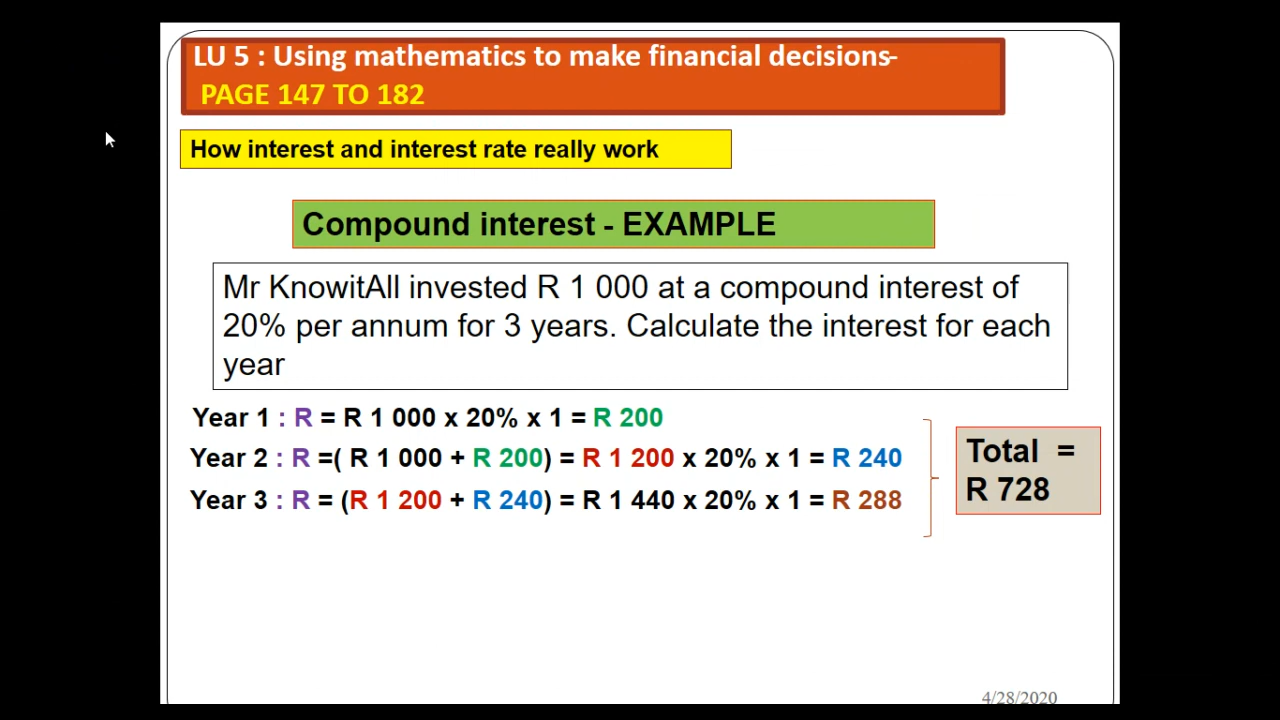 LU 5 : Using mathematics to make financial decisions-
PAGE 147 TO 182
How interest and interest rate really work
Compound interest - EXAMPLE
Mr KnowitAll invested R 1 000 at a compound interest of
20% per annum for 3 years. Calculate the interest for each
year
Year 1 : R = R 1 000 x 20% x 1 = R 200
Year 2 : R =( R 1 000 + R 200) = R 1 200 x 20% x 1 = R 240
Year 3 : R = (R 1 200 + R 240) = R 1 440 x 20% x 1 = R 288
Total =
R 728
4/28/2020